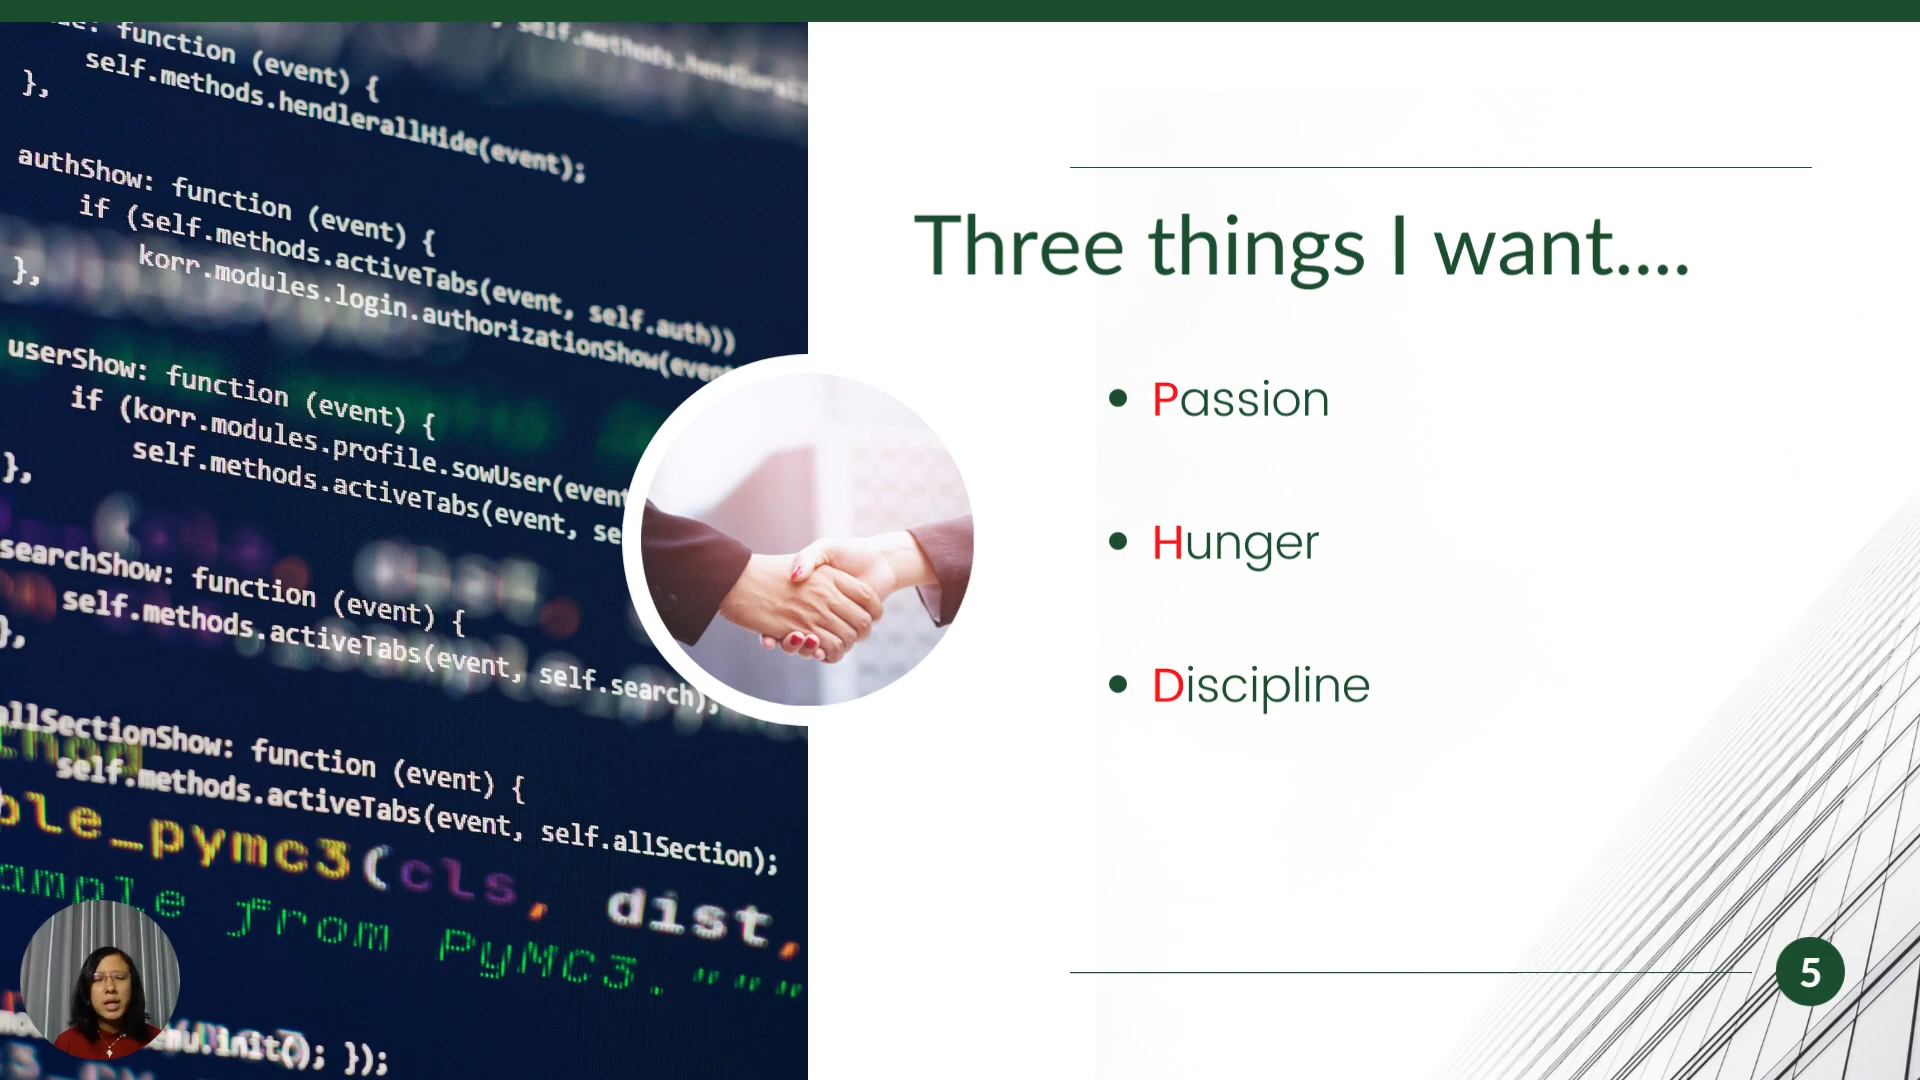 : function (event) {
self.methods.hendlerallHide(event);
},
authShow: function (event) {
if (self.methods.activeTabs(event, self.auth))
korr.modules.login.authorizationShow(event
},
userShow: function (event) {
if (korr.modules.profile.sowUser(event
self.methods.activeTabs(event, se
},
searchShow: function (event) {
self.methods.activeTabs(event, self.search);
},
allSectionShow: function (event) {
self.methods.activeTabs(event, self.allSection);
ple_pymc3(cls, dist,
ample from PyMC3."""
nu.init(); });
Three things I want....
• Passion
• Hunger
• Discipline
5